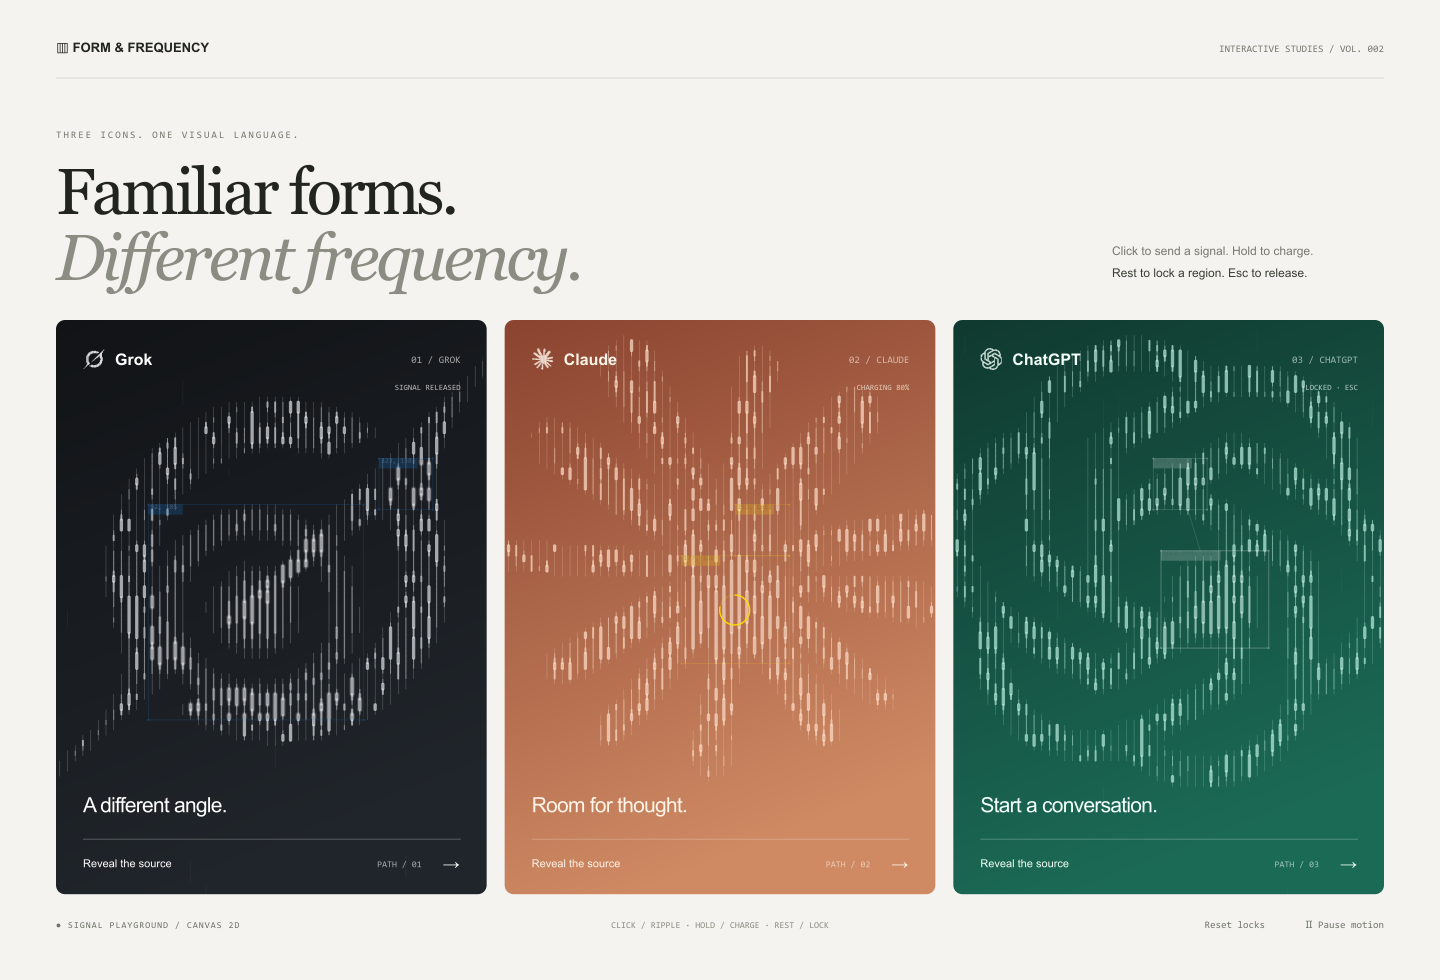 FORM & FREQUENCY
INTERACTIVE STUDIES / VOL. 002
THREE ICONS. ONE VISUAL LANGUAGE.
Familiar forms.
Different frequency.
Click to send a signal. Hold to charge.
Rest to lock a region. Esc to release.
Grok
01 / GROK
SIGNAL RELEASED
A different angle.
Reveal the source
PATH / 01 →
Claude
02 / CLAUDE
CHARGING 80%
Room for thought.
Reveal the source
PATH / 02 →
ChatGPT
03 / CHATGPT
LOCKED · ESC
Start a conversation.
Reveal the source
PATH / 03 →
● SIGNAL PLAYGROUND / CANVAS 2D
CLICK / RIPPLE · HOLD / CHARGE · REST / LOCK
Reset locks
Pause motion